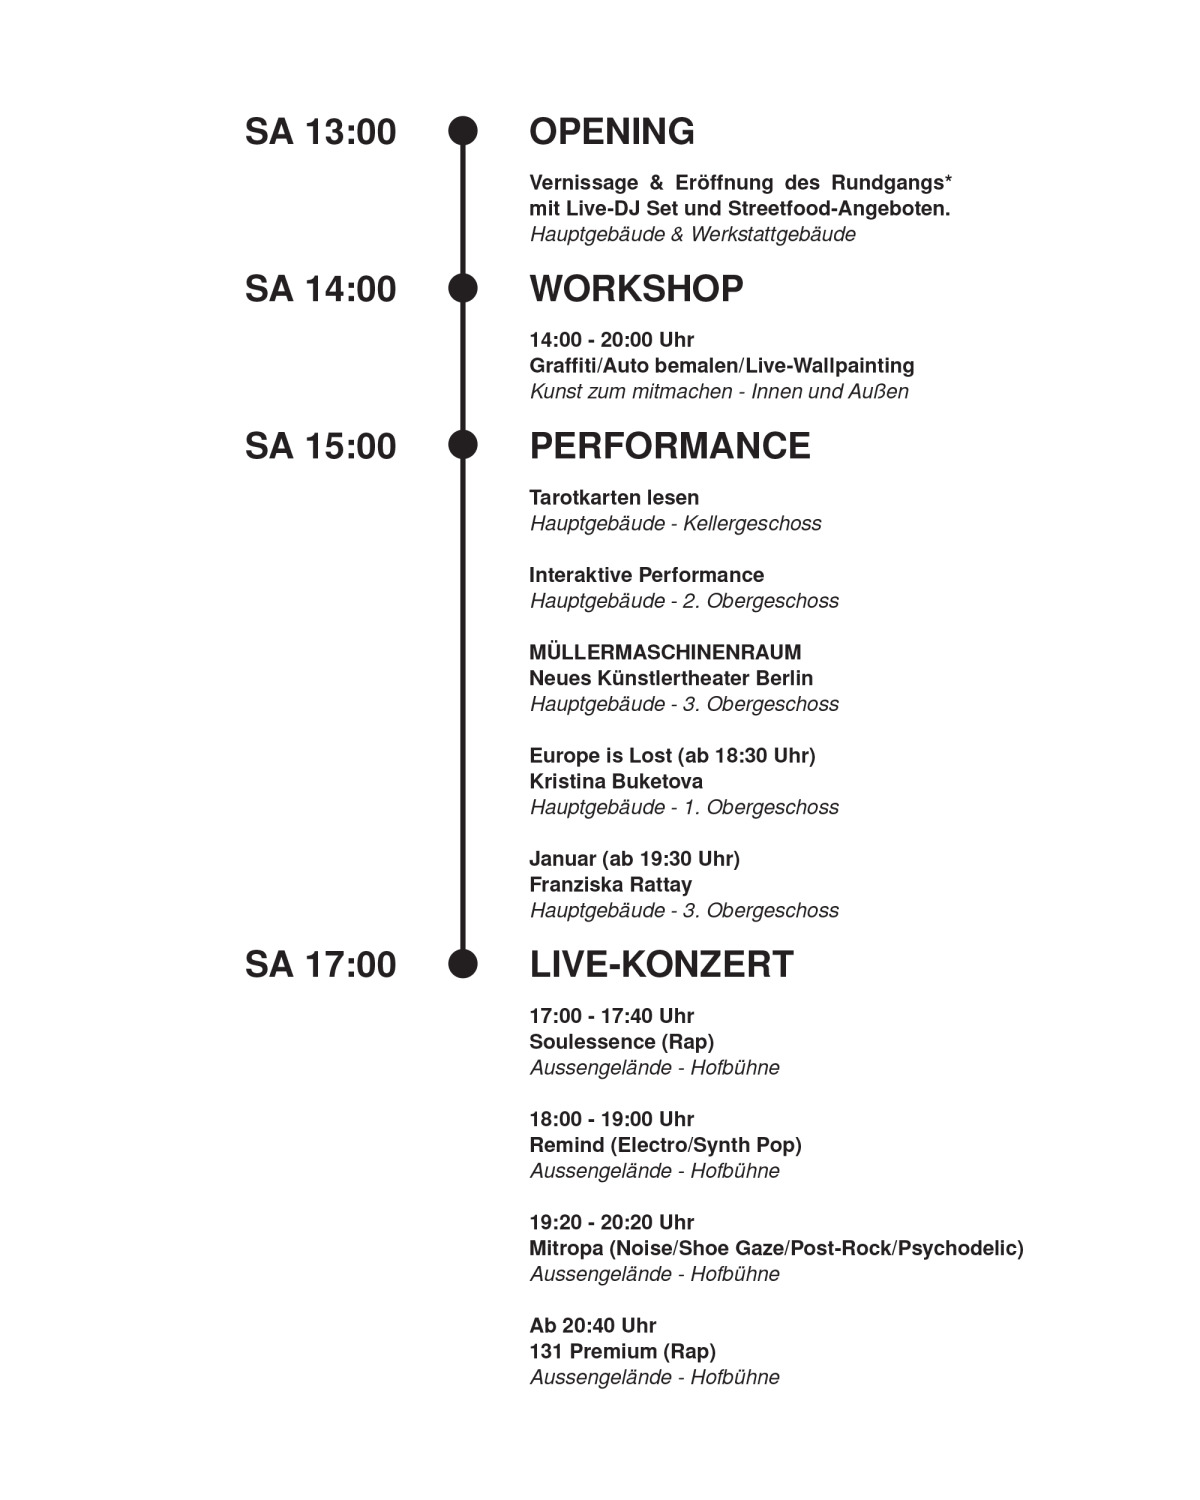 SA 13:00
OPENING
Vernissage & Eröffnung des Rundgangs*
mit Live-DJ Set und Streetfood-Angeboten.
Hauptgebäude & Werkstattgebäude
SA 14:00
WORKSHOP
14:00 - 20:00 Uhr
Graffiti/Auto bemalen/Live-Wallpainting
Kunst zum mitmachen - Innen und Außen
SA 15:00
PERFORMANCE
Tarotkarten lesen
Hauptgebäude - Kellergeschoss
Interaktive Performance
Hauptgebäude - 2. Obergeschoss
MÜLLERMASCHINENRAUM
Neues Künstlertheater Berlin
Hauptgebäude - 3. Obergeschoss
Europe is Lost (ab 18:30 Uhr)
Kristina Buketova
Hauptgebäude - 1. Obergeschoss
Januar (ab 19:30 Uhr)
Franziska Rattay
Hauptgebäude - 3. Obergeschoss
SA 17:00
LIVE-KONZERT
17:00 - 17:40 Uhr
Soulessence (Rap)
Aussengelände - Hofbühne
18:00 - 19:00 Uhr
Remind (Electro/Synth Pop)
Aussengelände - Hofbühne
19:20 - 20:20 Uhr
Mitropa (Noise/Shoe Gaze/Post-Rock/Psychodelic)
Aussengelände - Hofbühne
Ab 20:40 Uhr
131 Premium (Rap)
Aussengelände - Hofbühne